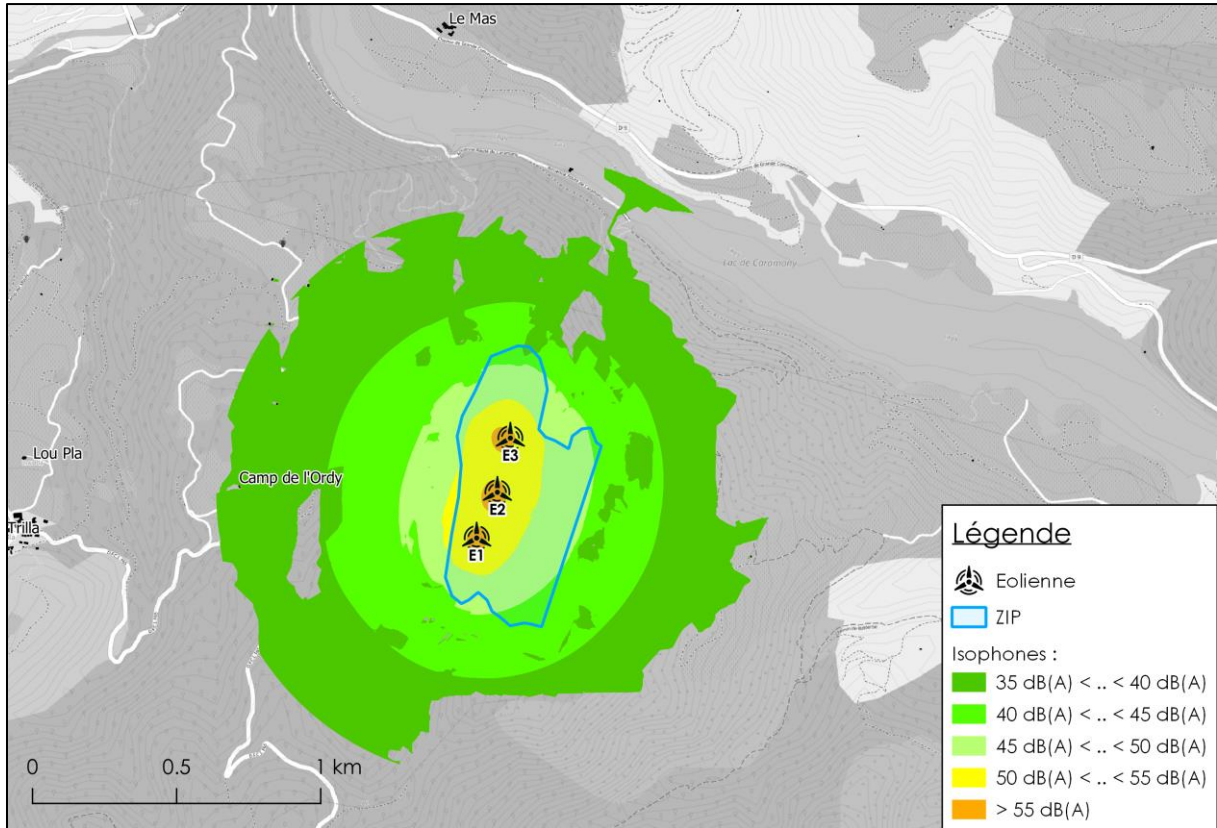 Le Mas
D 9
Lac de Caramany
D 9
Lou Pla
Camp de l'Ordy
Trilla
E3
E2
E1
0 0.5 1 km
Légende
Eolienne
ZIP
Isophones :
35 dB(A) < .. < 40 dB(A)
40 dB(A) < .. < 45 dB(A)
45 dB(A) < .. < 50 dB(A)
50 dB(A) < .. < 55 dB(A)
> 55 dB(A)